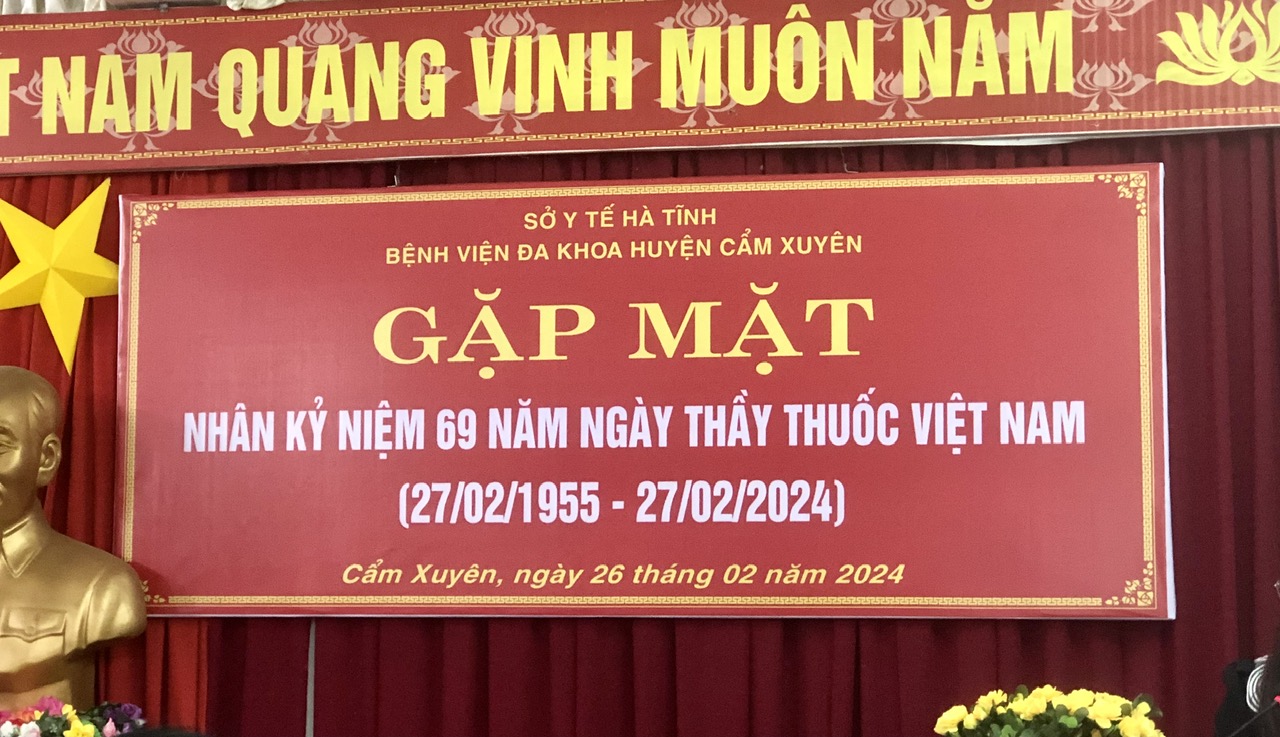 NAM QUANG VINH MUÔN NĂM
SỞ Y TẾ HÀ TĨNH
BỆNH VIỆN ĐA KHOA HUYỆN CẨM XUYÊN
GẶP MẶT
NHÂN KỶ NIỆM 69 NĂM NGÀY THẦY THUỐC VIỆT NAM
(27/02/1955 - 27/02/2024)
Cẩm Xuyên, ngày 26 tháng 02 năm 2024